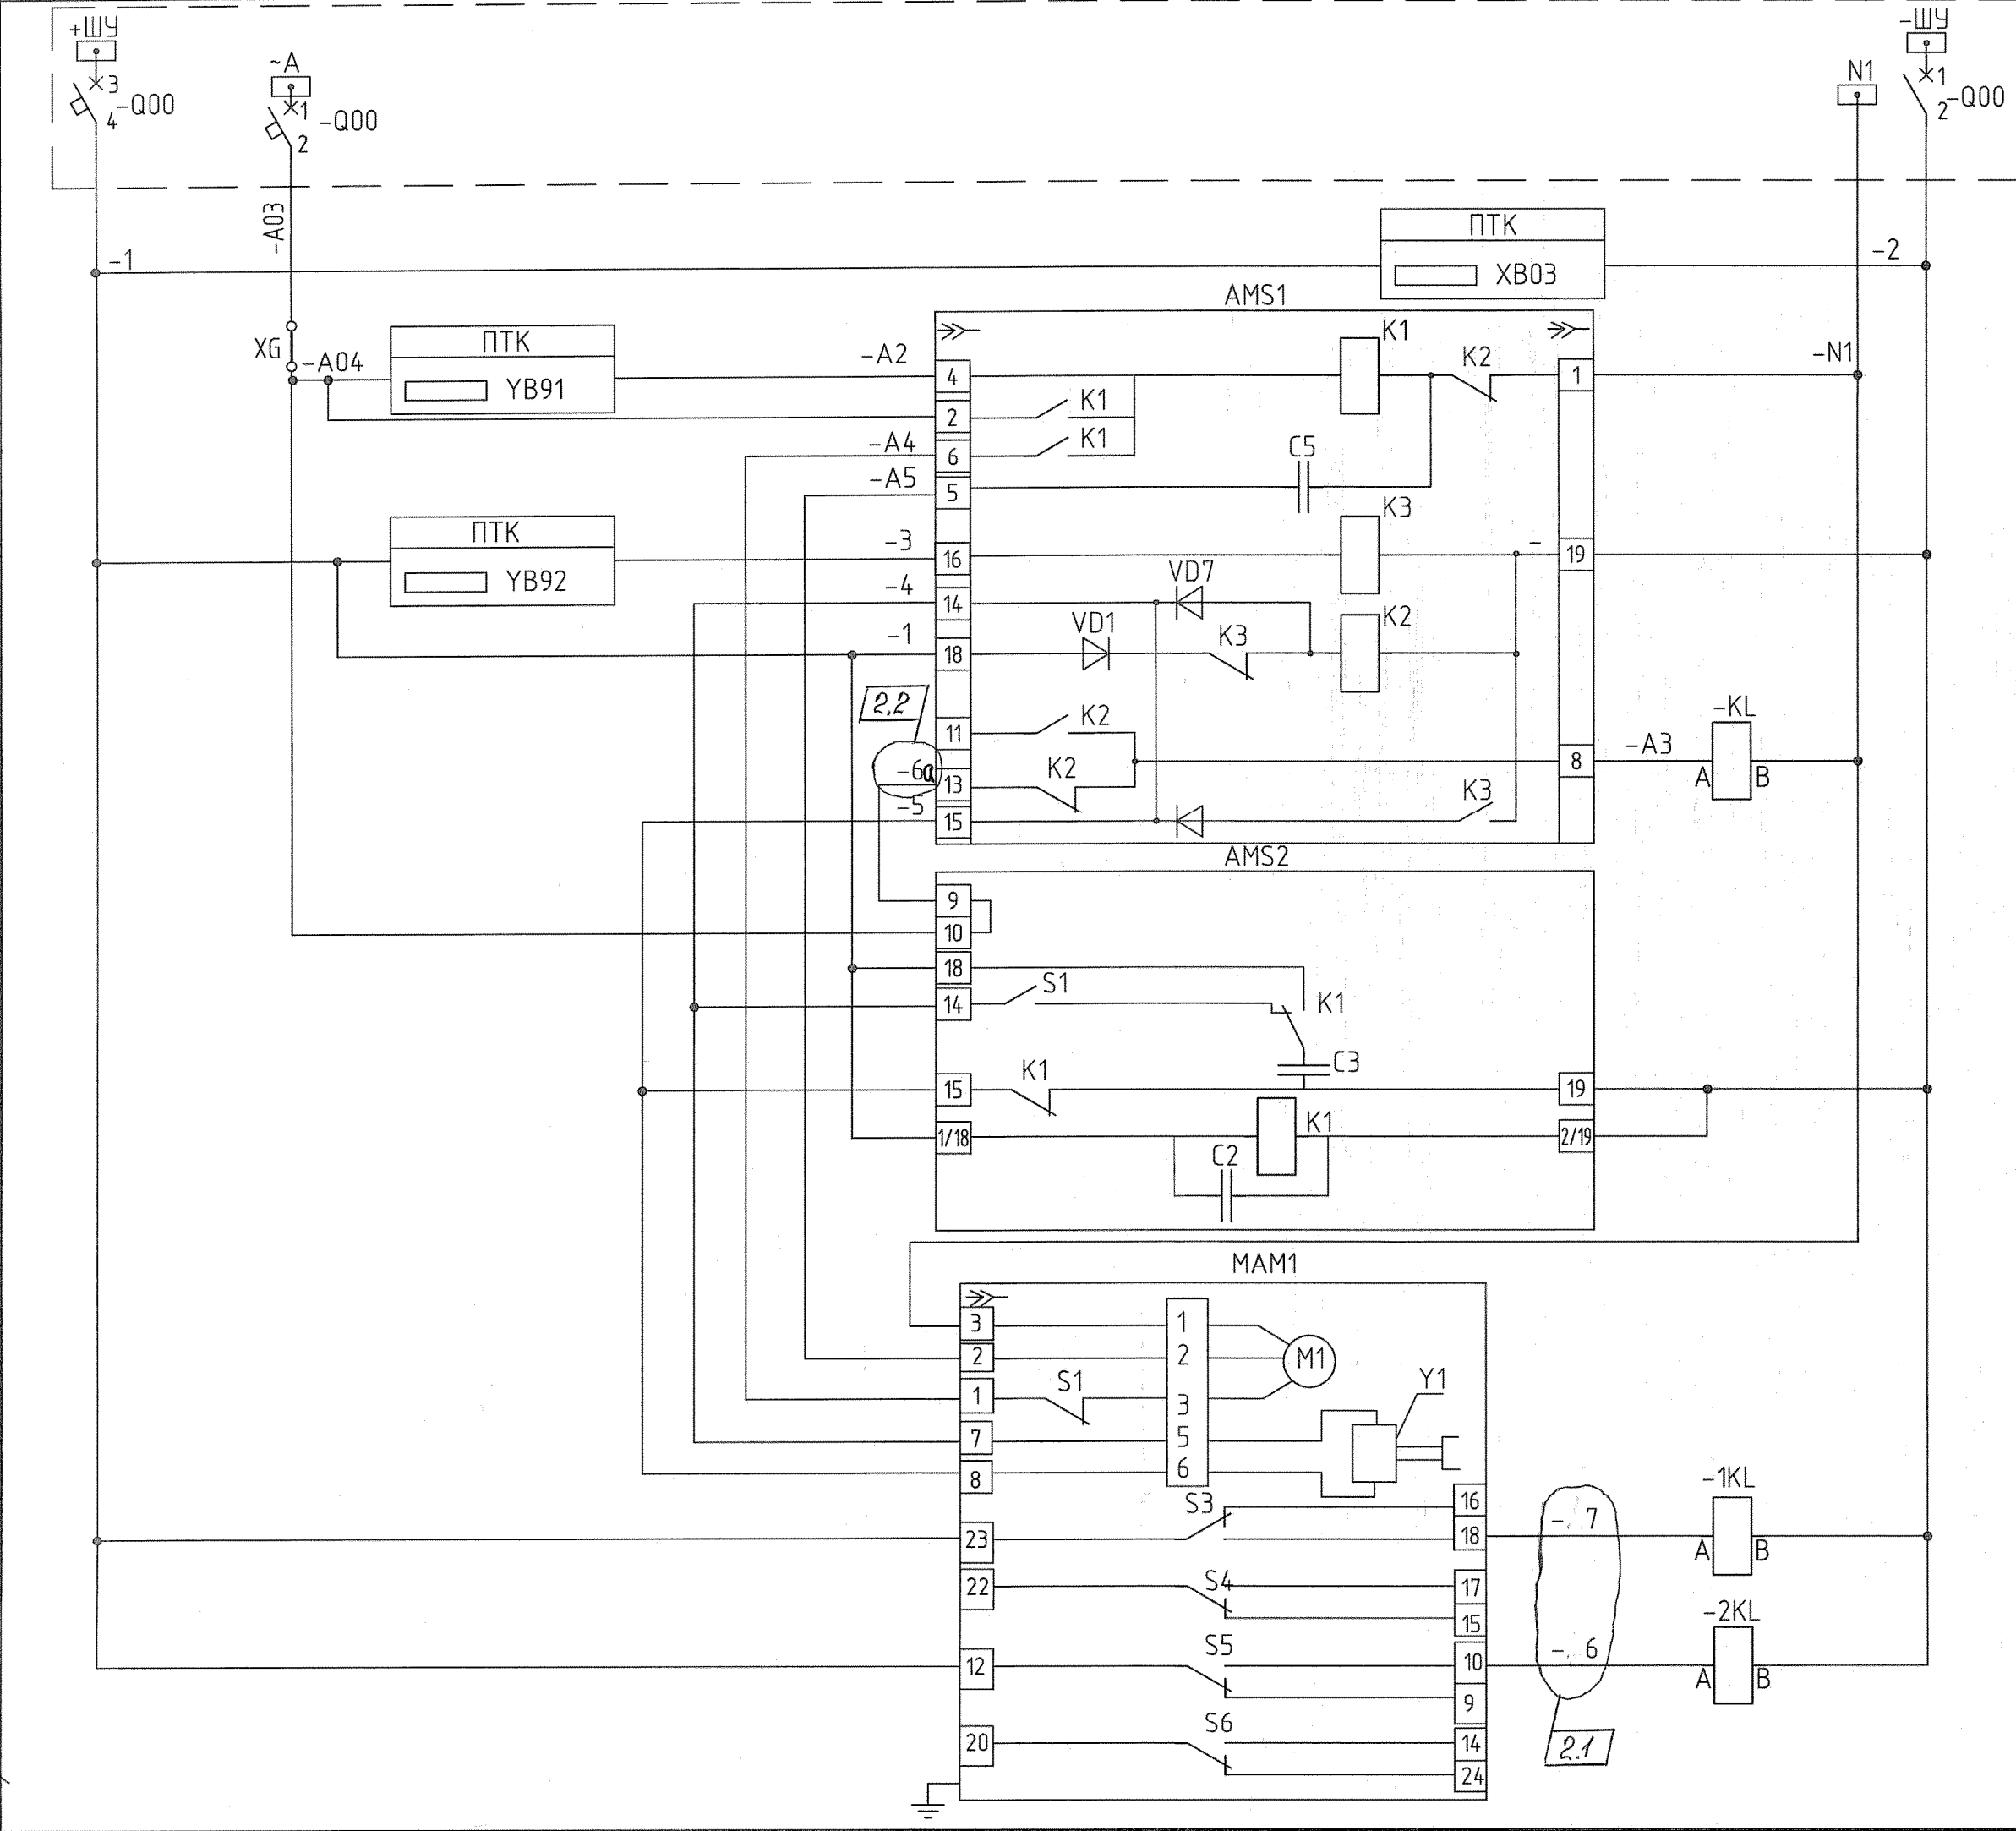 +ШУ
-ШУ
~A
N1
3
4
-Q00
1
2
-Q00
1
2
-Q00
-A03
ПТК
XB03
-1
-2
AMS1
XG
-A04
ПТК
YB91
-A2
4
K1
K2
1
-N1
2
K1
-A4
6
K1
-A5
5
C5
ПТК
YB92
-3
16
K3
-
19
-4
14
VD7
-1
18
VD1
K3
K2
2.2
11
K2
-KL
-6а
13
K2
8
-A3
A
B
-5
15
K3
AMS2
9
10
18
14
S1
K1
C3
15
K1
19
1/18
K1
2/19
C2
MAM1
3
1
2
2
M1
1
S1
3
Y1
7
5
8
6
S3
16
-1KL
23
18
-. 7
A
B
22
S4
17
15
-2KL
12
S5
10
-. 6
A
B
9
20
S6
14
2.1
24